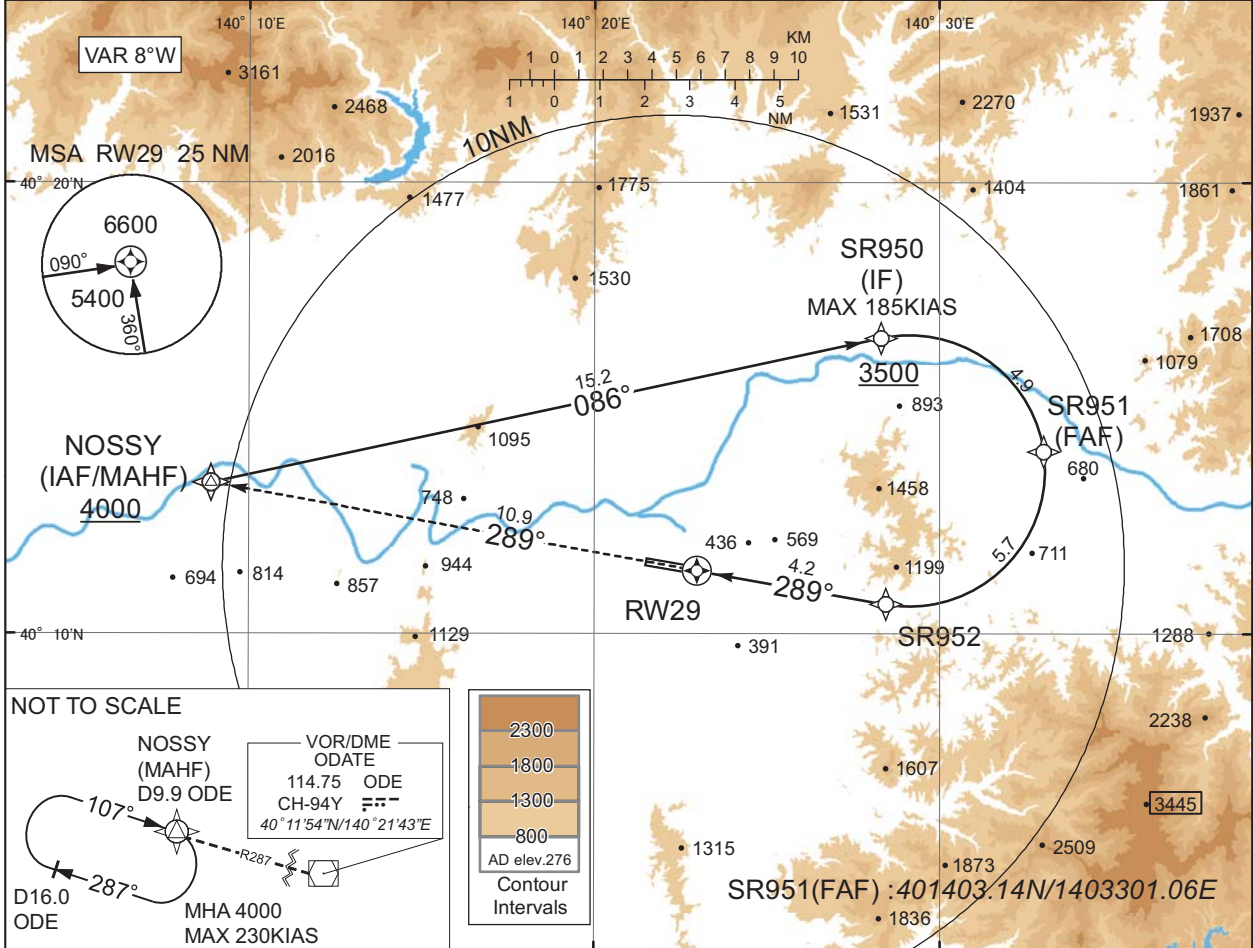 140° 10'E
140° 20'E
140° 30'E
VAR 8°W
KM
1 0 1 2 3 4 5 6 7 8 9 10
1 0 1 2 3 4 5
NM
3161
2468
2016
1531
2270
1937
MSA RW29 25 NM
10NM
40° 20'N
1477
1775
1404
1861
6600
090°
5400
360°
1530
SR950
(IF)
MAX 185KIAS
3500
1708
1079
15.2
086°
4.9
893
SR951
(FAF)
NOSSY
(IAF/MAHF)
4000
1095
680
748
1458
10.9
289°
436
569
5.7
711
694
814
857
944
4.2
289°
1199
RW29
SR952
40° 10'N
1129
391
1288
NOT TO SCALE
NOSSY
(MAHF)
D9.9 ODE
VOR/DME
ODATE
114.75 ODE
CH-94Y
40°11'54"N/140°21'43"E
107°
R287
287°
D16.0
ODE
MHA 4000
MAX 230KIAS
2300
1800
1300
800
AD elev.276
Contour
Intervals
2238
1607
3445
1315
2509
1873
SR951(FAF) :401403.14N/1403301.06E
1836